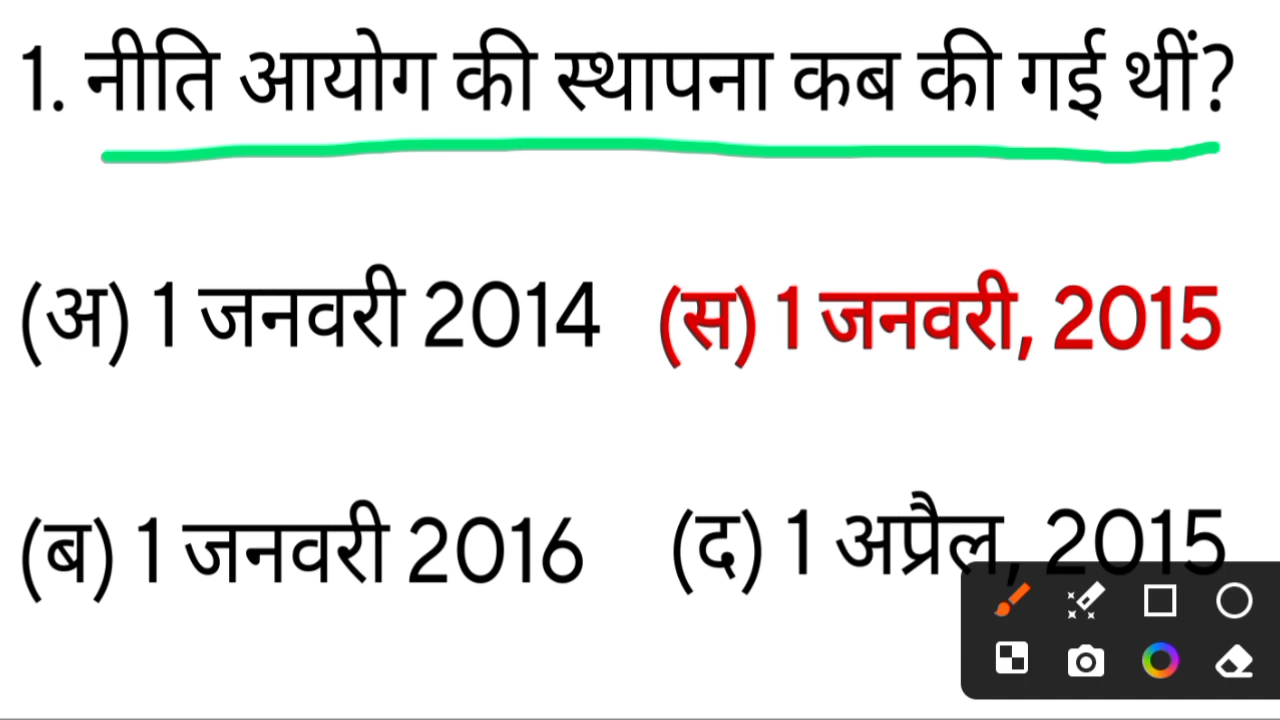 1. नीति आयोग की स्थापना कब की गई थीं?
(अ) 1 जनवरी 2014 (स) 1 जनवरी, 2015
(ब) 1 जनवरी 2016 (द) 1 अप्रैल, 2015